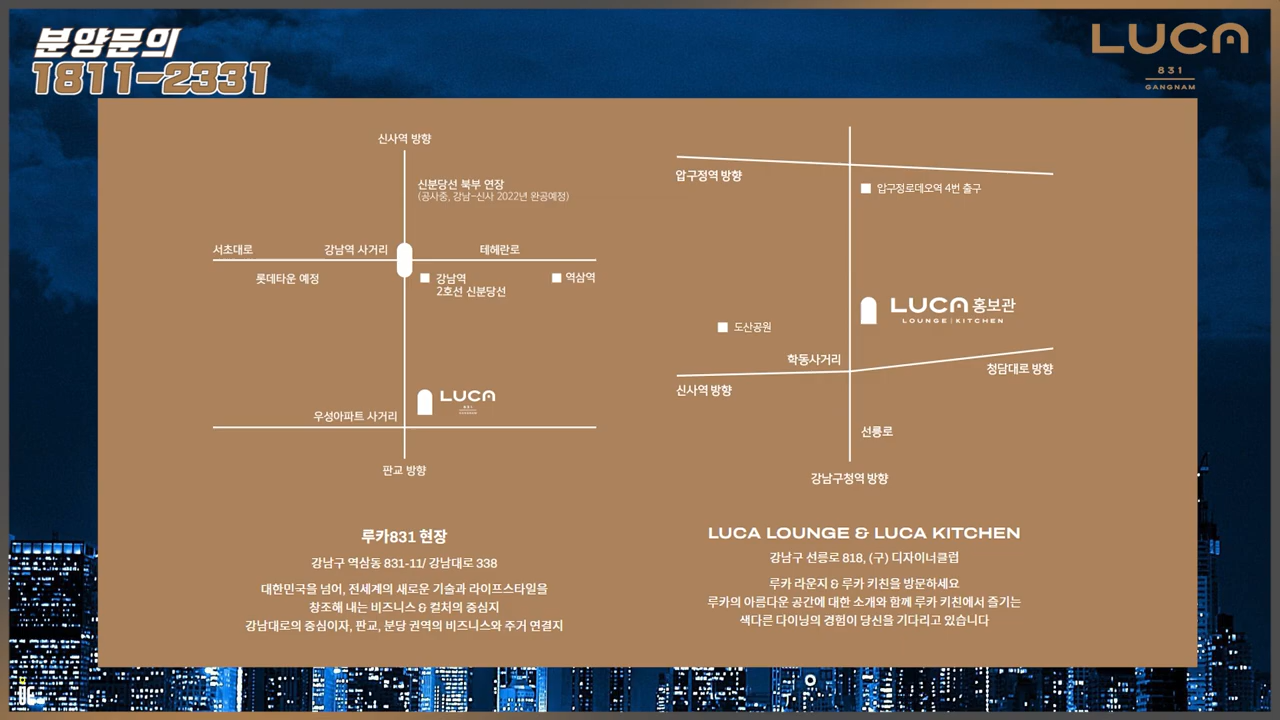 분양문의
1811-2331
LUCA
831
GANGNAM
신사역 방향
신분당선 북부 연장
(공사중, 강남-신사 2022년 완공예정)
서초대로
강남역 사거리
테헤란로
롯데타운 예정
강남역
2호선 신분당선
역삼역
LUCA
831
GANGNAM
우성아파트 사거리
판교 방향
압구정역 방향
압구정로데오역 4번 출구
LUCA 홍보관
LOUNGE | KITCHEN
도산공원
학동사거리
신사역 방향
청담대로 방향
선릉로
강남구청역 방향
루카831 현장
강남구 역삼동 831-11/ 강남대로 338
대한민국을 넘어, 전세계의 새로운 기술과 라이프스타일을
창조해 내는 비즈니스 & 컬처의 중심지
강남대로의 중심이자, 판교, 분당 권역의 비즈니스와 주거 연결지
LUCA LOUNGE & LUCA KITCHEN
강남구 선릉로 818, (구) 디자이너클럽
루카 라운지 & 루카 키친을 방문하세요
루카의 아름다운 공간에 대한 소개와 함께 루카 키친에서 즐기는
색다른 다이닝의 경험이 당신을 기다리고 있습니다